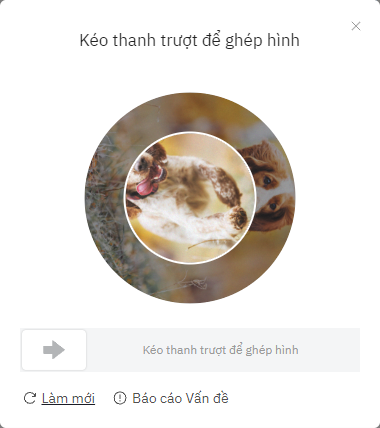 Kéo thanh trượt để ghép hình
Kéo thanh trượt để ghép hình
Làm mới
Báo cáo Vấn đề